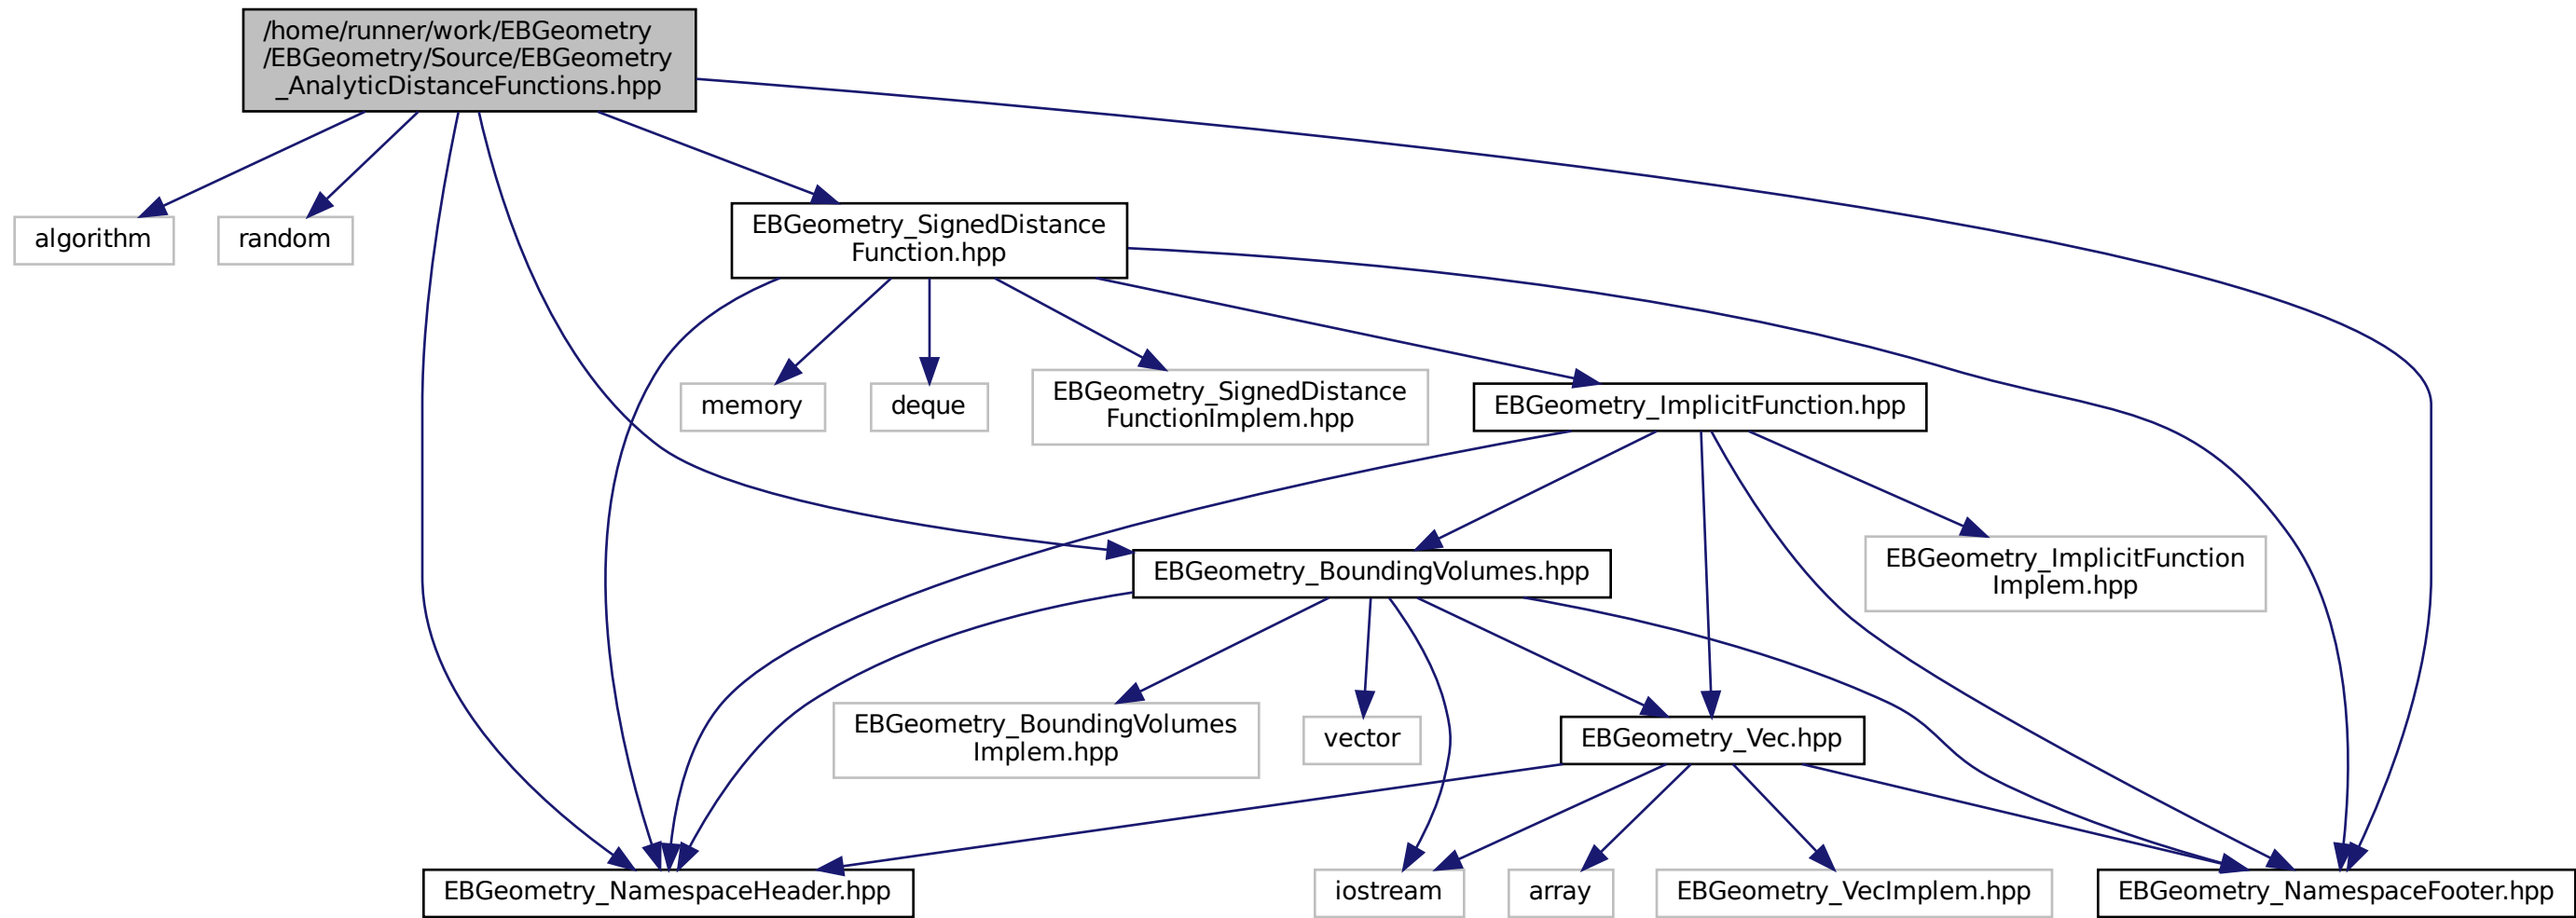 /home/runner/work/EBGeometry
/EBGeometry/Source/EBGeometry
_AnalyticDistanceFunctions.hpp
algorithm
random
EBGeometry_SignedDistance
Function.hpp
memory
deque
EBGeometry_SignedDistance
FunctionImplem.hpp
EBGeometry_ImplicitFunction.hpp
EBGeometry_BoundingVolumes.hpp
EBGeometry_ImplicitFunction
Implem.hpp
EBGeometry_BoundingVolumes
Implem.hpp
vector
EBGeometry_Vec.hpp
EBGeometry_NamespaceHeader.hpp
iostream
array
EBGeometry_VecImplem.hpp
EBGeometry_NamespaceFooter.hpp